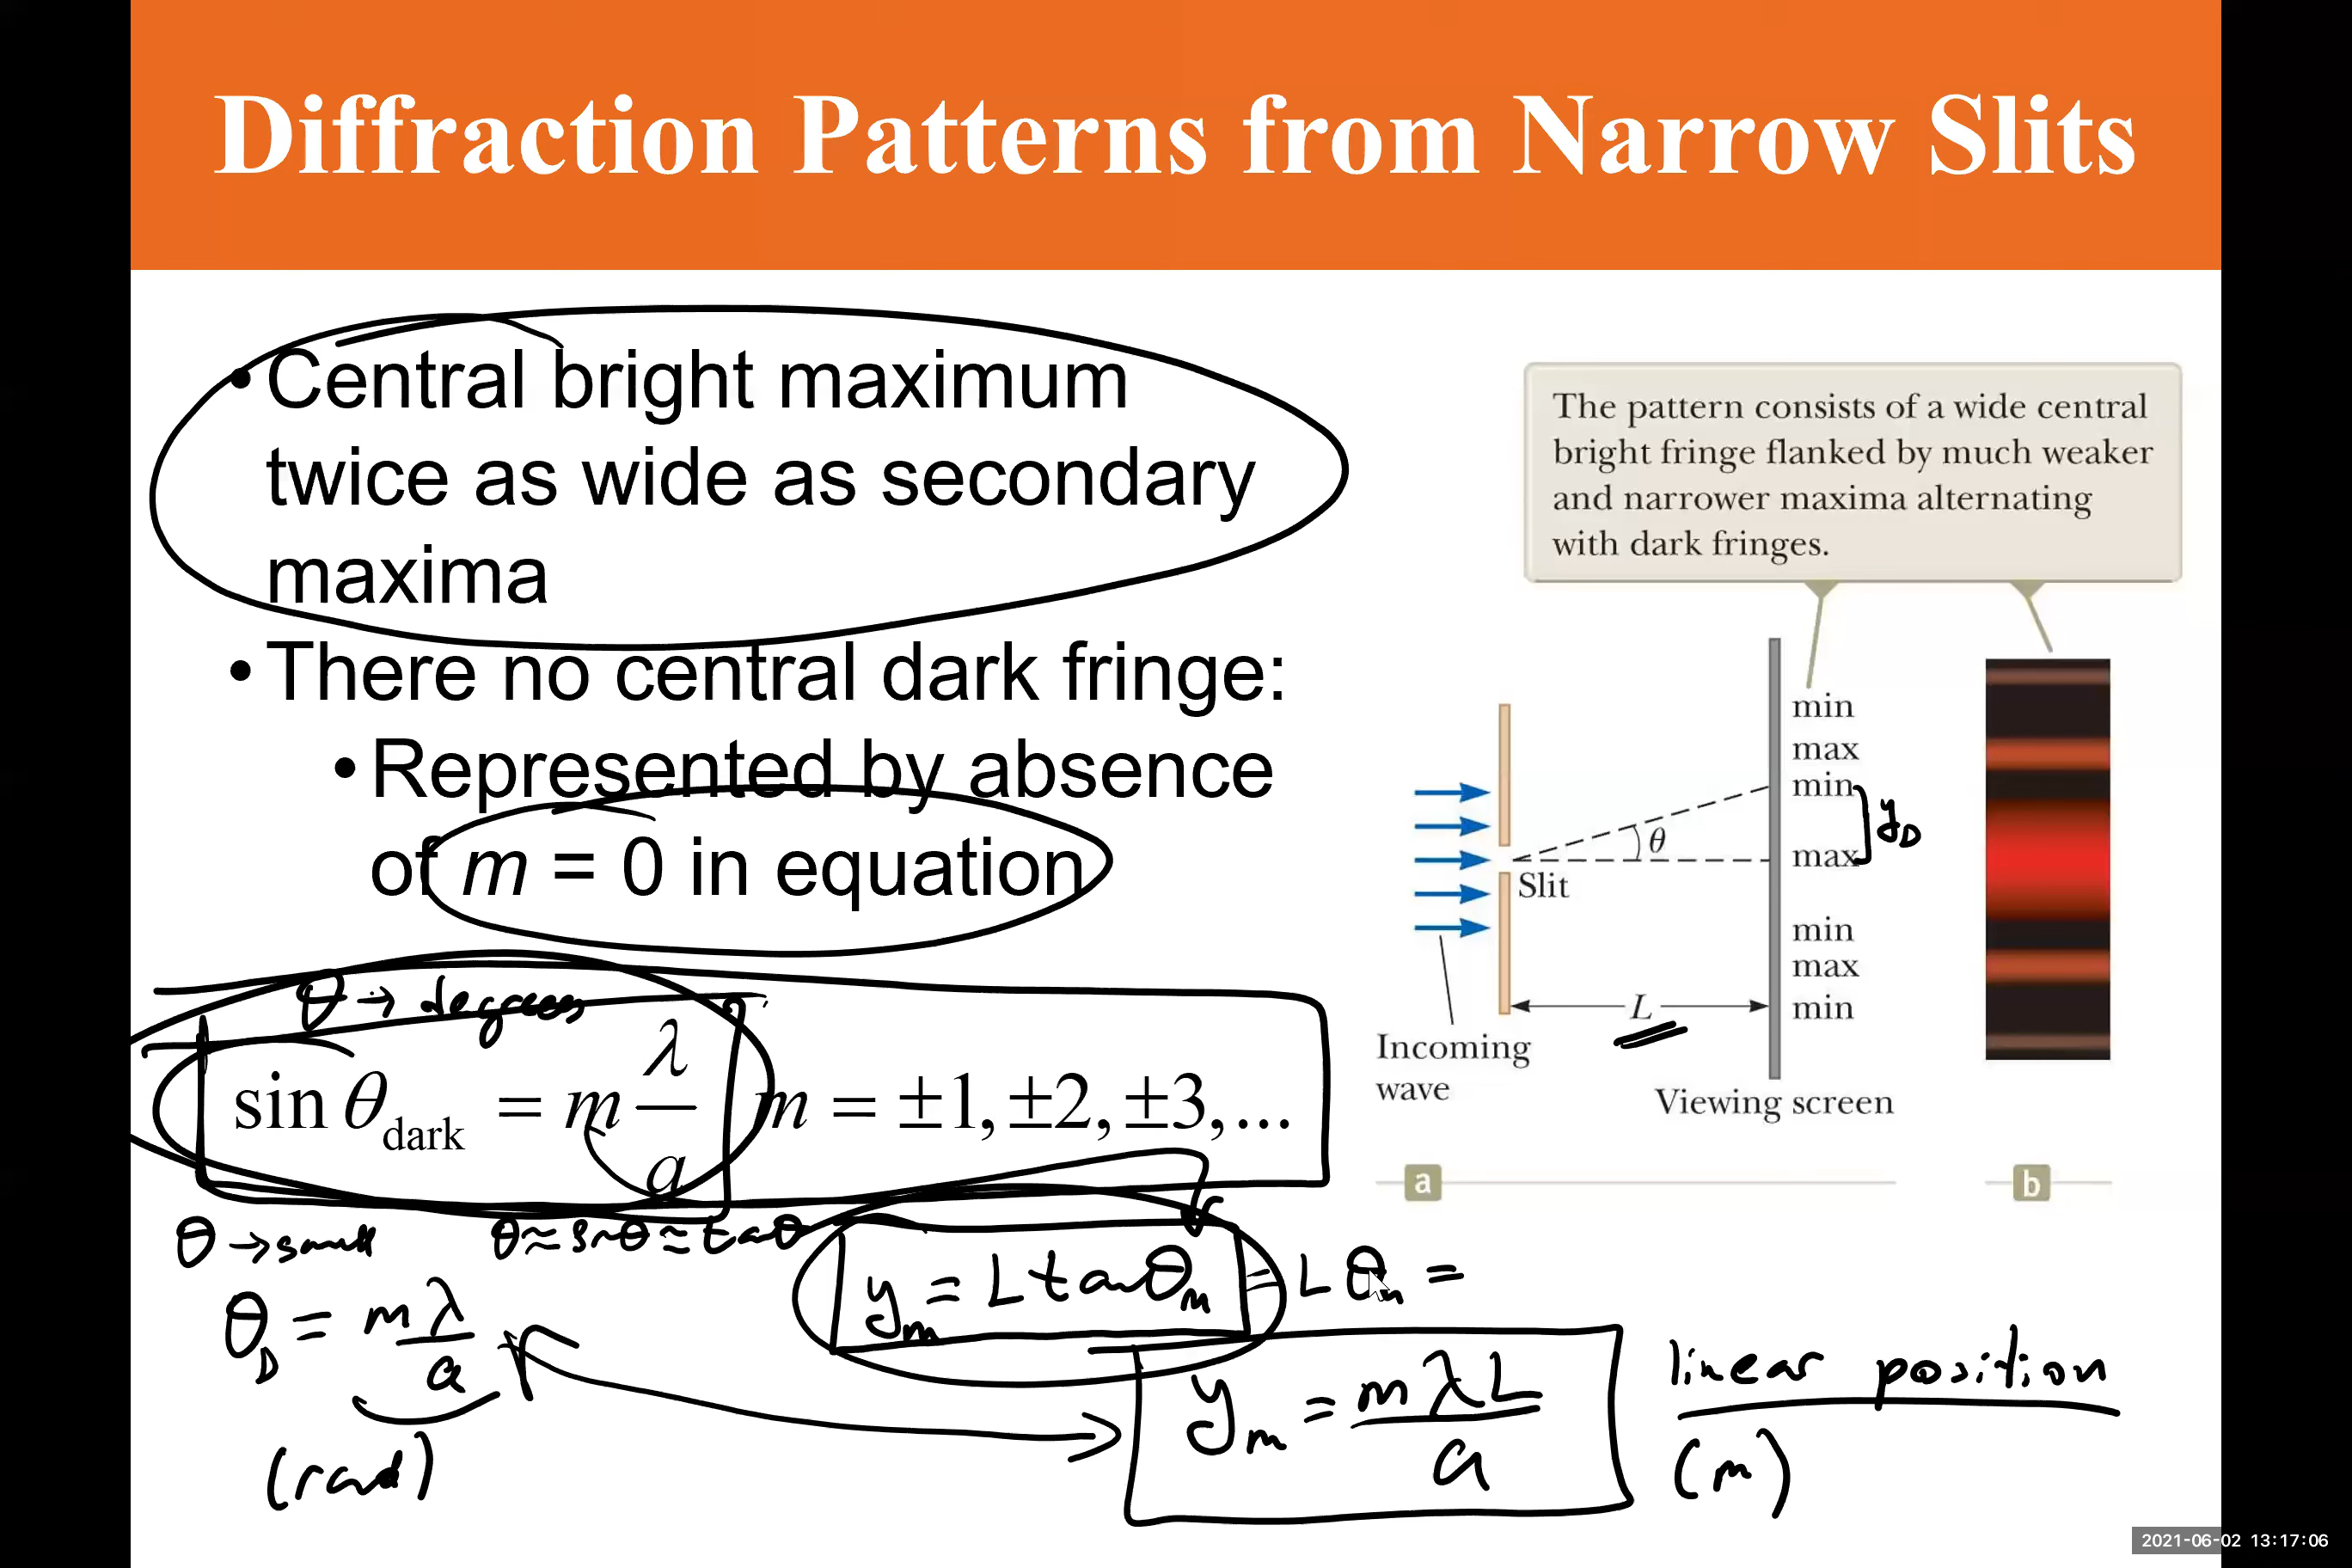 Diffraction Patterns from Narrow Slits
• Central bright maximum
twice as wide as secondary
maxima
• There no central dark fringe:
• Represented by absence
of m = 0 in equation
θ → degrees
sin θ_dark = m λ/a   m = ±1, ±2, ±3,...
θ → small   θ ≈ sinθ ≈ tanθ
θ_D = mλ/a
(rad)
y_m = L tanθ_m = Lθ_m =
y_m = mλL/a
linear position
(m)
The pattern consists of a wide central
bright fringe flanked by much weaker
and narrower maxima alternating
with dark fringes.
min
max
min
y_D
θ
max
Slit
min
max
L
min
Incoming
wave
Viewing screen
a
b
2021-06-02 13:17:06